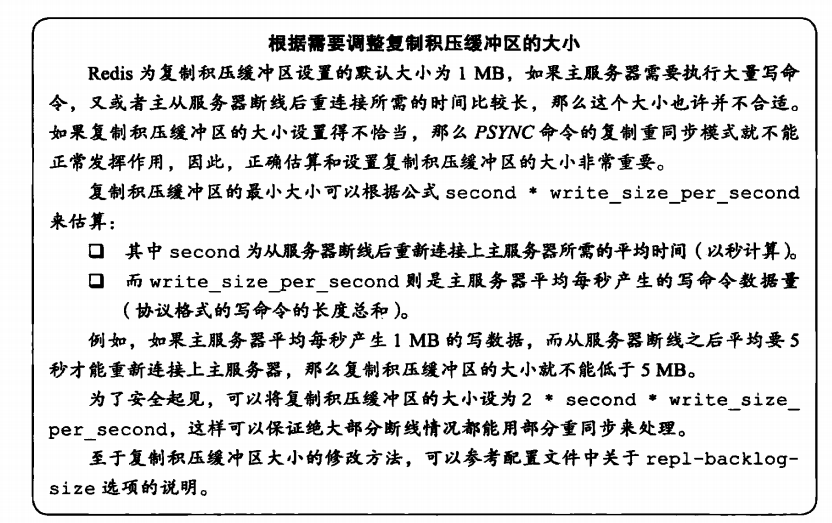 根据需要调整复制积压缓冲区的大小
Redis 为复制积压缓冲区设置的默认大小为 1 MB，如果主服务器需要执行大量写命
令，又或者主从服务器断线后重连接所需的时间比较长，那么这个大小也许并不合适。
如果复制积压缓冲区的大小设置得不恰当，那么 PSYNC 命令的复制重同步模式就不能
正常发挥作用，因此，正确估算和设置复制积压缓冲区的大小非常重要。
复制积压缓冲区的最小大小可以根据公式 second * write_size_per_second
来估算：
❑ 其中 second 为从服务器断线后重新连接上主服务器所需的平均时间（以秒计算）。
❑ 而 write_size_per_second 则是主服务器平均每秒产生的写命令数据量
（协议格式的写命令的长度总和）。
例如，如果主服务器平均每秒产生 1 MB 的写数据，而从服务器断线之后平均要 5
秒才能重新连接上主服务器，那么复制积压缓冲区的大小就不能低于 5 MB。
为了安全起见，可以将复制积压缓冲区的大小设为 2 * second * write_size_
per_second，这样可以保证绝大部分断线情况都能用部分重同步来处理。
至于复制积压缓冲区大小的修改方法，可以参考配置文件中关于 repl-backlog-
size 选项的说明。